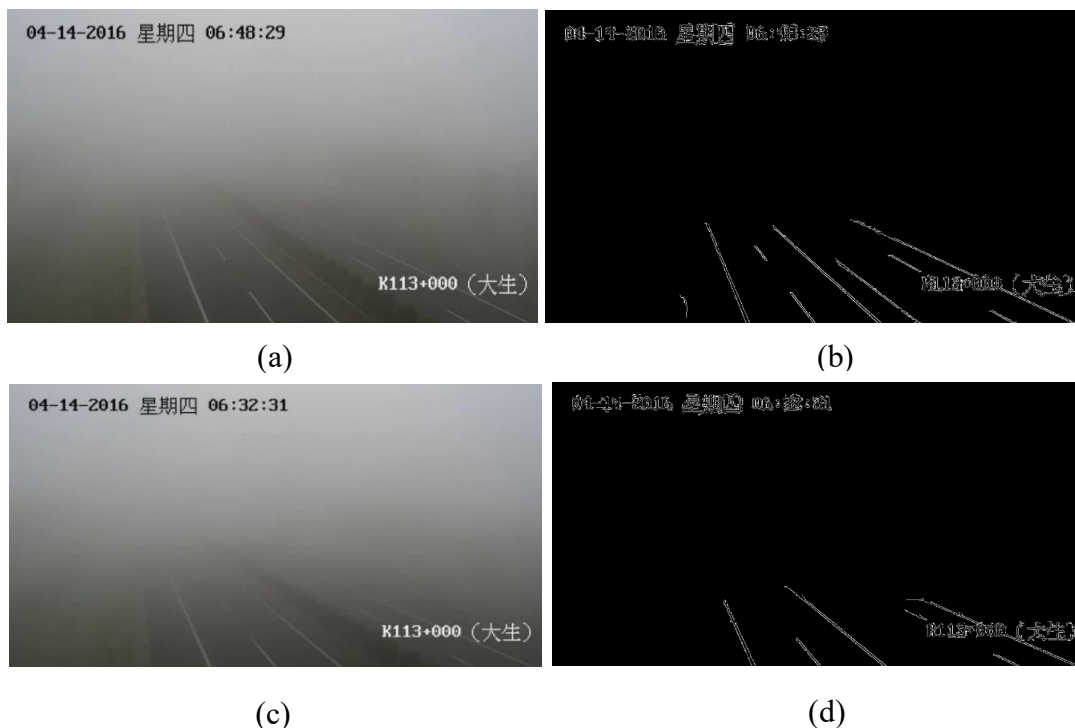 04-14-2016 星期四 06:48:29
K113+000 (大生)
(a)
(b)
04-14-2016 星期四 06:32:31
K113+000 (大生)
(c)
(d)